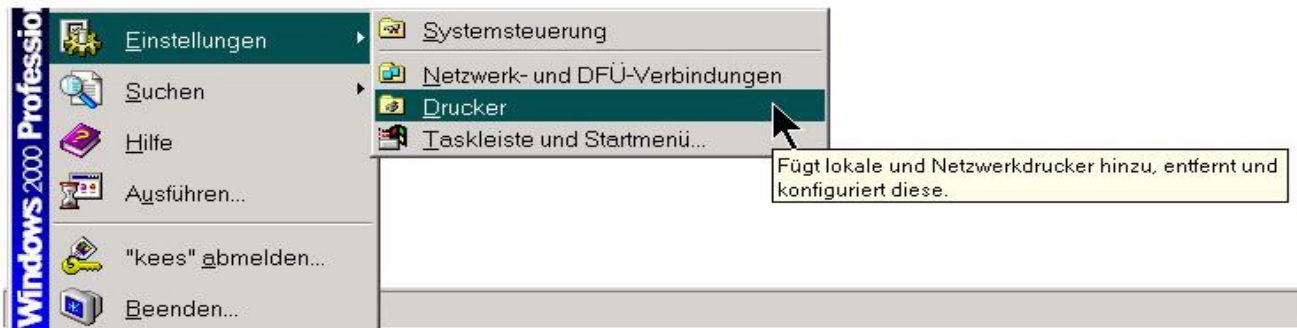 Windows 2000 Professio
Einstellungen
Suchen
Hilfe
Ausführen...
"kees" abmelden...
Beenden...
Systemsteuerung
Netzwerk- und DFÜ-Verbindungen
Drucker
Taskleiste und Startmenü...
Fügt lokale und Netzwerkdrucker hinzu, entfernt und
konfiguriert diese.